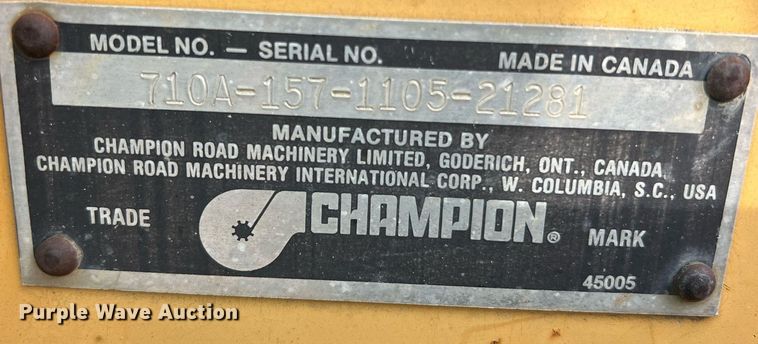 MODEL NO. — SERIAL NO. MADE IN CANADA
710A-157-1105-21281
MANUFACTURED BY
CHAMPION ROAD MACHINERY LIMITED, GODERICH, ONT., CANADA
CHAMPION ROAD MACHINERY INTERNATIONAL CORP., W. COLUMBIA, S.C., USA
TRADE CHAMPION® MARK
45005
Purple Wave Auction